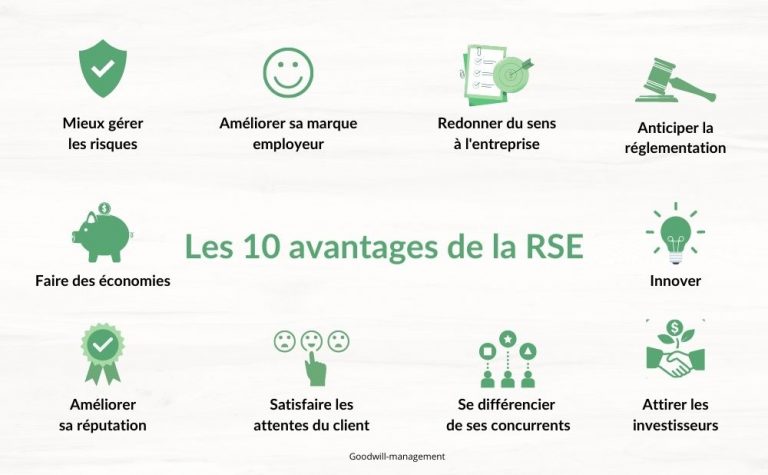 Mieux gérer
les risques
Améliorer sa marque
employeur
Redonner du sens
à l'entreprise
Anticiper la
réglementation
Faire des économies
Les 10 avantages de la RSE
Innover
Améliorer
sa réputation
Satisfaire les
attentes du client
Se différencier
de ses concurrents
Attirer les
investisseurs
Goodwill-management